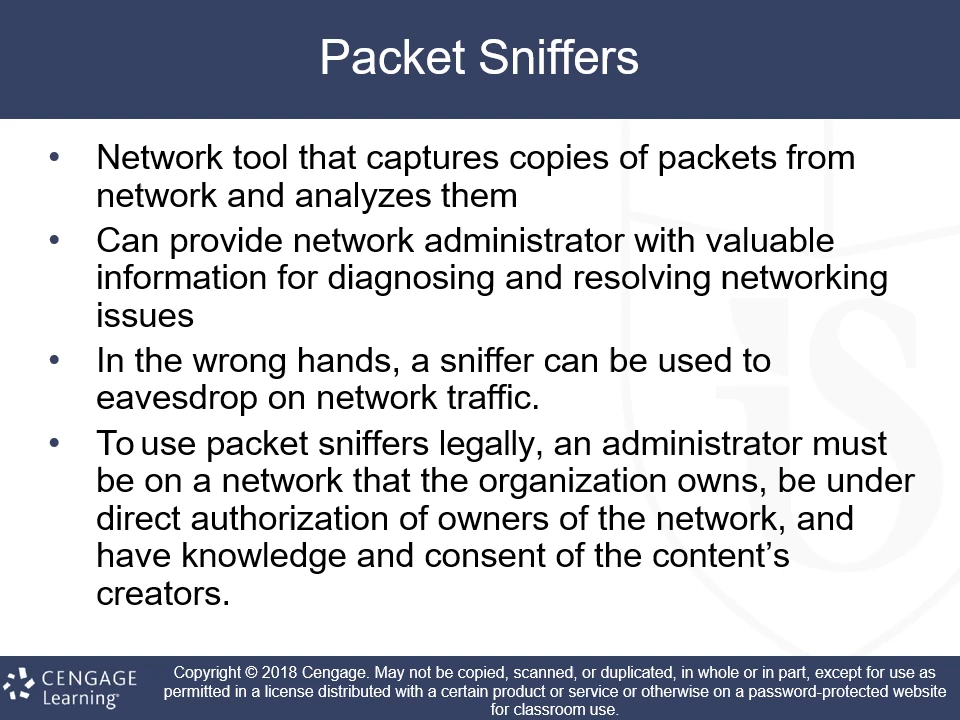 Packet Sniffers
• Network tool that captures copies of packets from
network and analyzes them
• Can provide network administrator with valuable
information for diagnosing and resolving networking
issues
• In the wrong hands, a sniffer can be used to
eavesdrop on network traffic.
• To use packet sniffers legally, an administrator must
be on a network that the organization owns, be under
direct authorization of owners of the network, and
have knowledge and consent of the content’s
creators.
iS
CENGAGE
Learning™
Copyright © 2018 Cengage. May not be copied, scanned, or duplicated, in whole or in part, except for use as
permitted in a license distributed with a certain product or service or otherwise on a password-protected website
for classroom use.